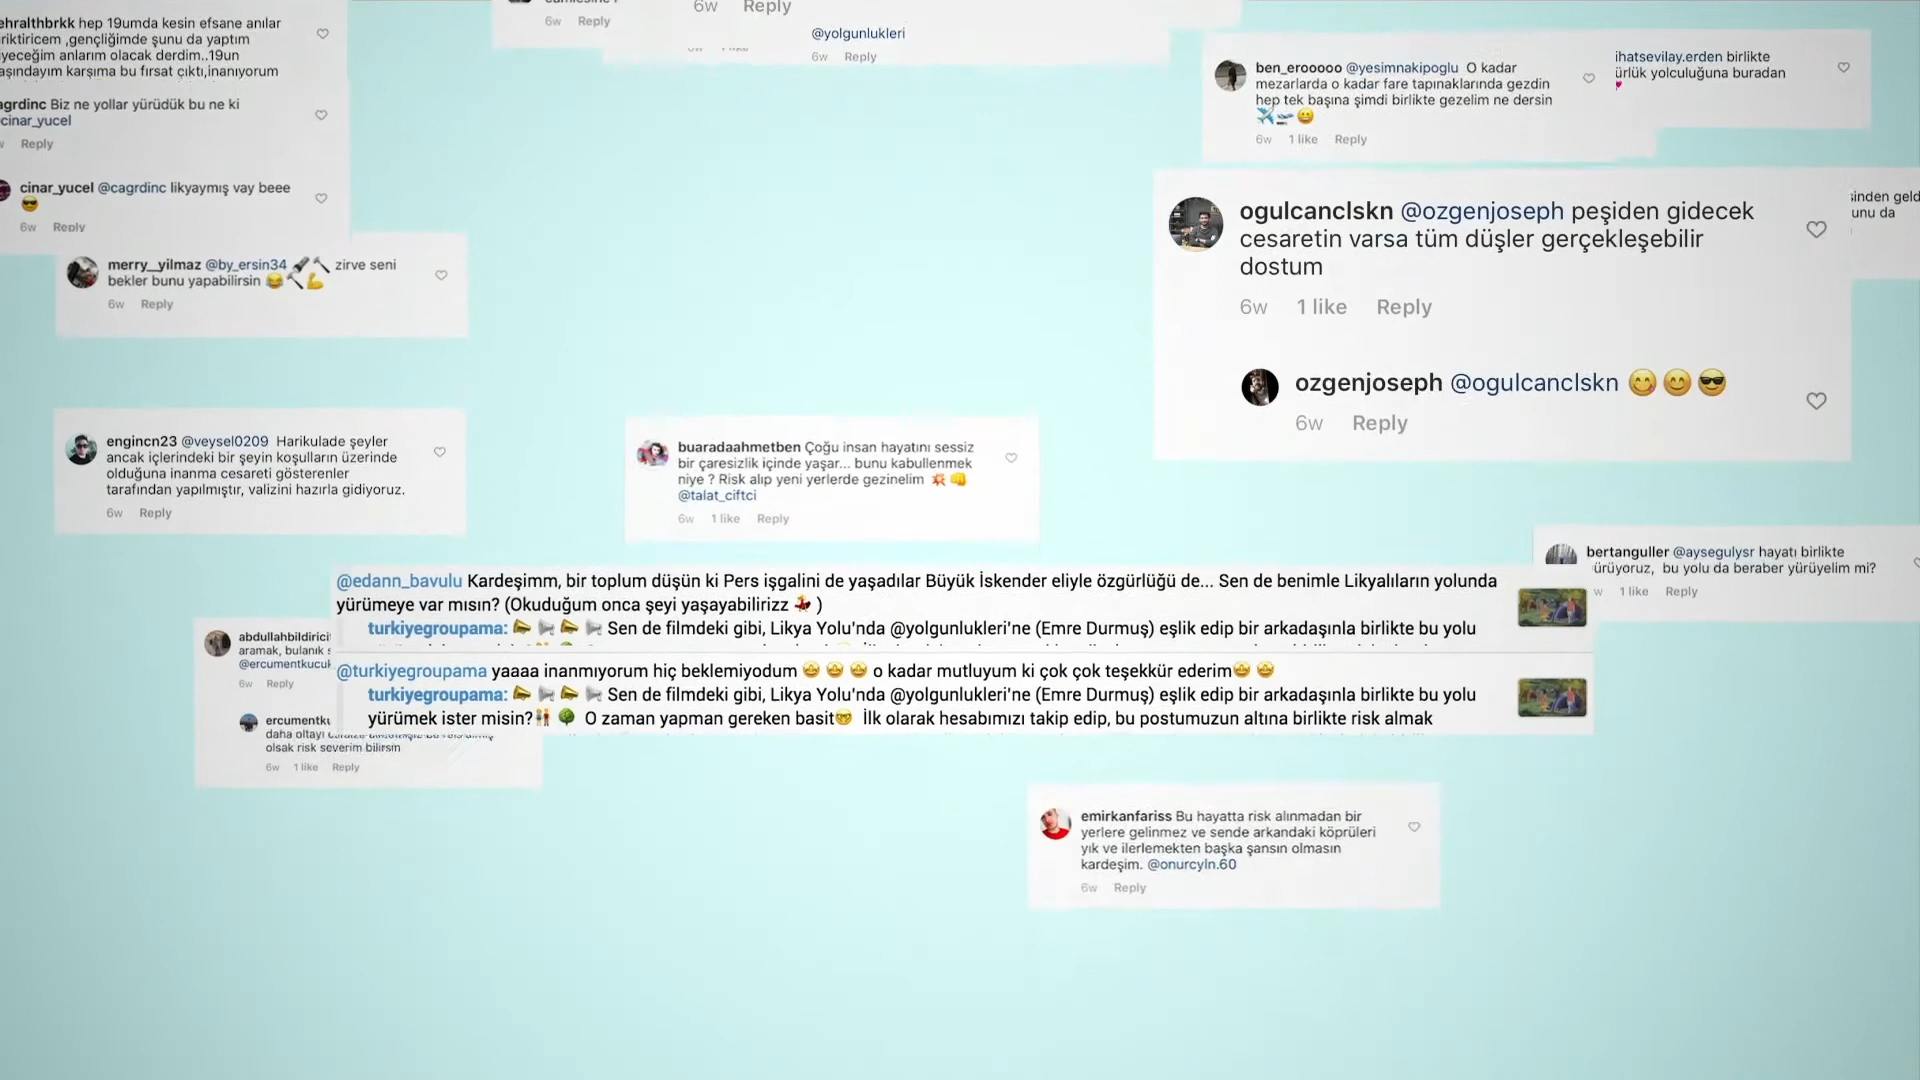 hep 19umda kesin efsane anılar
,gençliğimde şunu da yaptım
anlarım olacak derdim..19un
karşıma bu fırsat çıktı,inanıyorum
Biz ne yollar yürüdük bu ne ki
Reply
cinar_yucel @cagrdinc likyaymış vay beee
😎
6w Reply
merry__yilmaz @by_ersin34 zirve seni
bekler bunu yapabilirsin 😂🔨💪
6w Reply
6w Reply
6w Reply
@yolgunlukleri
6w Reply
ben_erooooo @yesimnakipoglu O kadar
mezarlarda o kadar fare tapınaklarında gezdin
hep tek başına şimdi birlikte gezelim ne dersin
✈️🛫😀
6w 1 like Reply
birlikte
yolculuğuna buradan
ogulcanclskn @ozgenjoseph peşiden gidecek
cesaretin varsa tüm düşler gerçekleşebilir
dostum
6w 1 like Reply
ozgenjoseph @ogulcanclskn 😋😊😎
6w Reply
engincn23 @veysel0209 Harikulade şeyler
ancak içlerindeki bir şeyin koşulların üzerinde
olduğuna inanma cesareti gösterenler
tarafından yapılmıştır, valizini hazırla gidiyoruz.
6w Reply
buaradaahmetben Çoğu insan hayatını sessiz
bir çaresizlik içinde yaşar... bunu kabullenmek
niye ? Risk alıp yeni yerlerde gezinelim 💥👊
@talat_ciftci
6w 1 like Reply
bertanguller @aysegulysr hayatı birlikte
bu yolu da beraber yürüyelim mi?
1 like Reply
@edann_bavulu Kardeşimm, bir toplum düşün ki Pers işgalini de yaşadılar Büyük İskender eliyle özgürlüğü de... Sen de benimle Likyalıların yolunda
yürümeye var mısın? (Okuduğum onca şeyi yaşayabilirizz 💃 )
turkiyegroupama: 📣 📢 📣 📢 Sen de filmdeki gibi, Likya Yolu'nda @yolgunlukleri'ne (Emre Durmuş) eşlik edip bir arkadaşınla birlikte bu yolu
@turkiyegroupama yaaaa inanmıyorum hiç beklemiyodum 🤩 🤩 🤩 o kadar mutluyum ki çok çok teşekkür ederim🤩 🤩
turkiyegroupama: 📣 📢 📣 📢 Sen de filmdeki gibi, Likya Yolu'nda @yolgunlukleri'ne (Emre Durmuş) eşlik edip bir arkadaşınla birlikte bu yolu
yürümek ister misin?👫 🌳 O zaman yapman gereken basit🤓 İlk olarak hesabımızı takip edip, bu postumuzun altına birlikte risk almak
aramak, bulanık
6w Reply
daha oltayı
olsak risk severim bilirsin
6w 1 like Reply
emirkanfariss Bu hayatta risk alınmadan bir
yerlere gelinmez ve sende arkandaki köprüleri
yık ve ilerlemekten başka şansın olmasın
kardeşim. @onurcyln.60
6w Reply